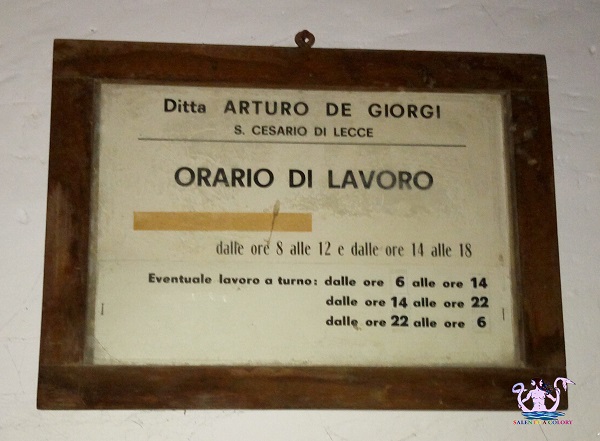 Ditta ARTURO DE GIORGI
S. CESARIO DI LECCE
ORARIO DI LAVORO
dalle ore 8 alle 12 e dalle ore 14 alle 18
Eventuale lavoro a turno: dalle ore 6 alle ore 14
dalle ore 14 alle ore 22
dalle ore 22 alle ore 6
SALENTO A COLORY